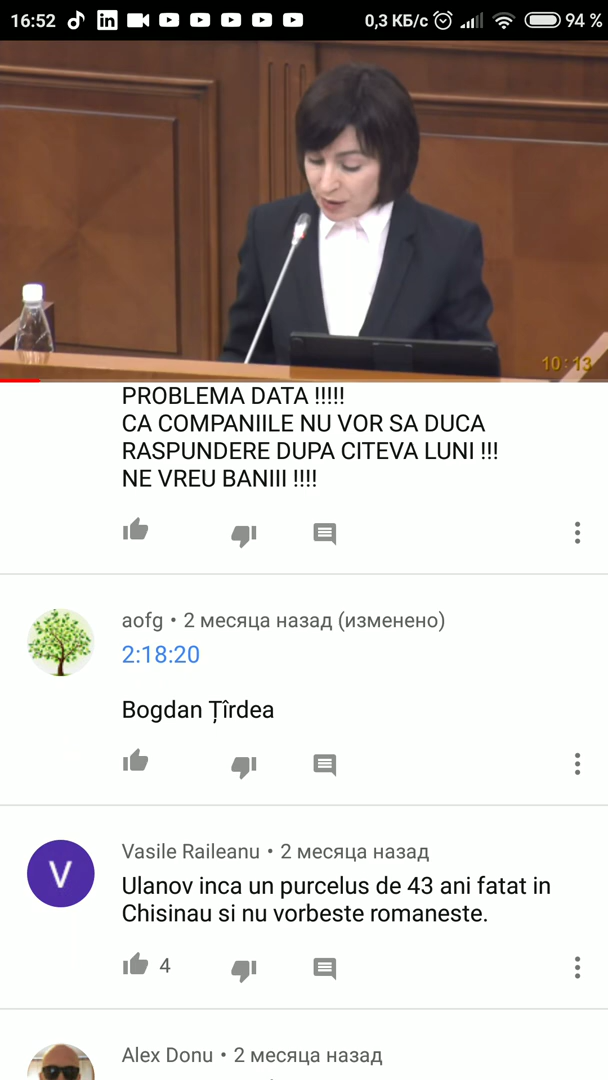 16:52
0,3 КБ/с
94 %
10:13
PROBLEMA DATA !!!!!
CA COMPANIILE NU VOR SA DUCA
RASPUNDERE DUPA CITEVA LUNI !!!
NE VREU BANIII !!!!
aofg • 2 месяца назад (изменено)
2:18:20
Bogdan Țîrdea
V
Vasile Raileanu • 2 месяца назад
Ulanov inca un purcelus de 43 ani fatat in
Chisinau si nu vorbeste romaneste.
4
Alex Donu • 2 месяца назад